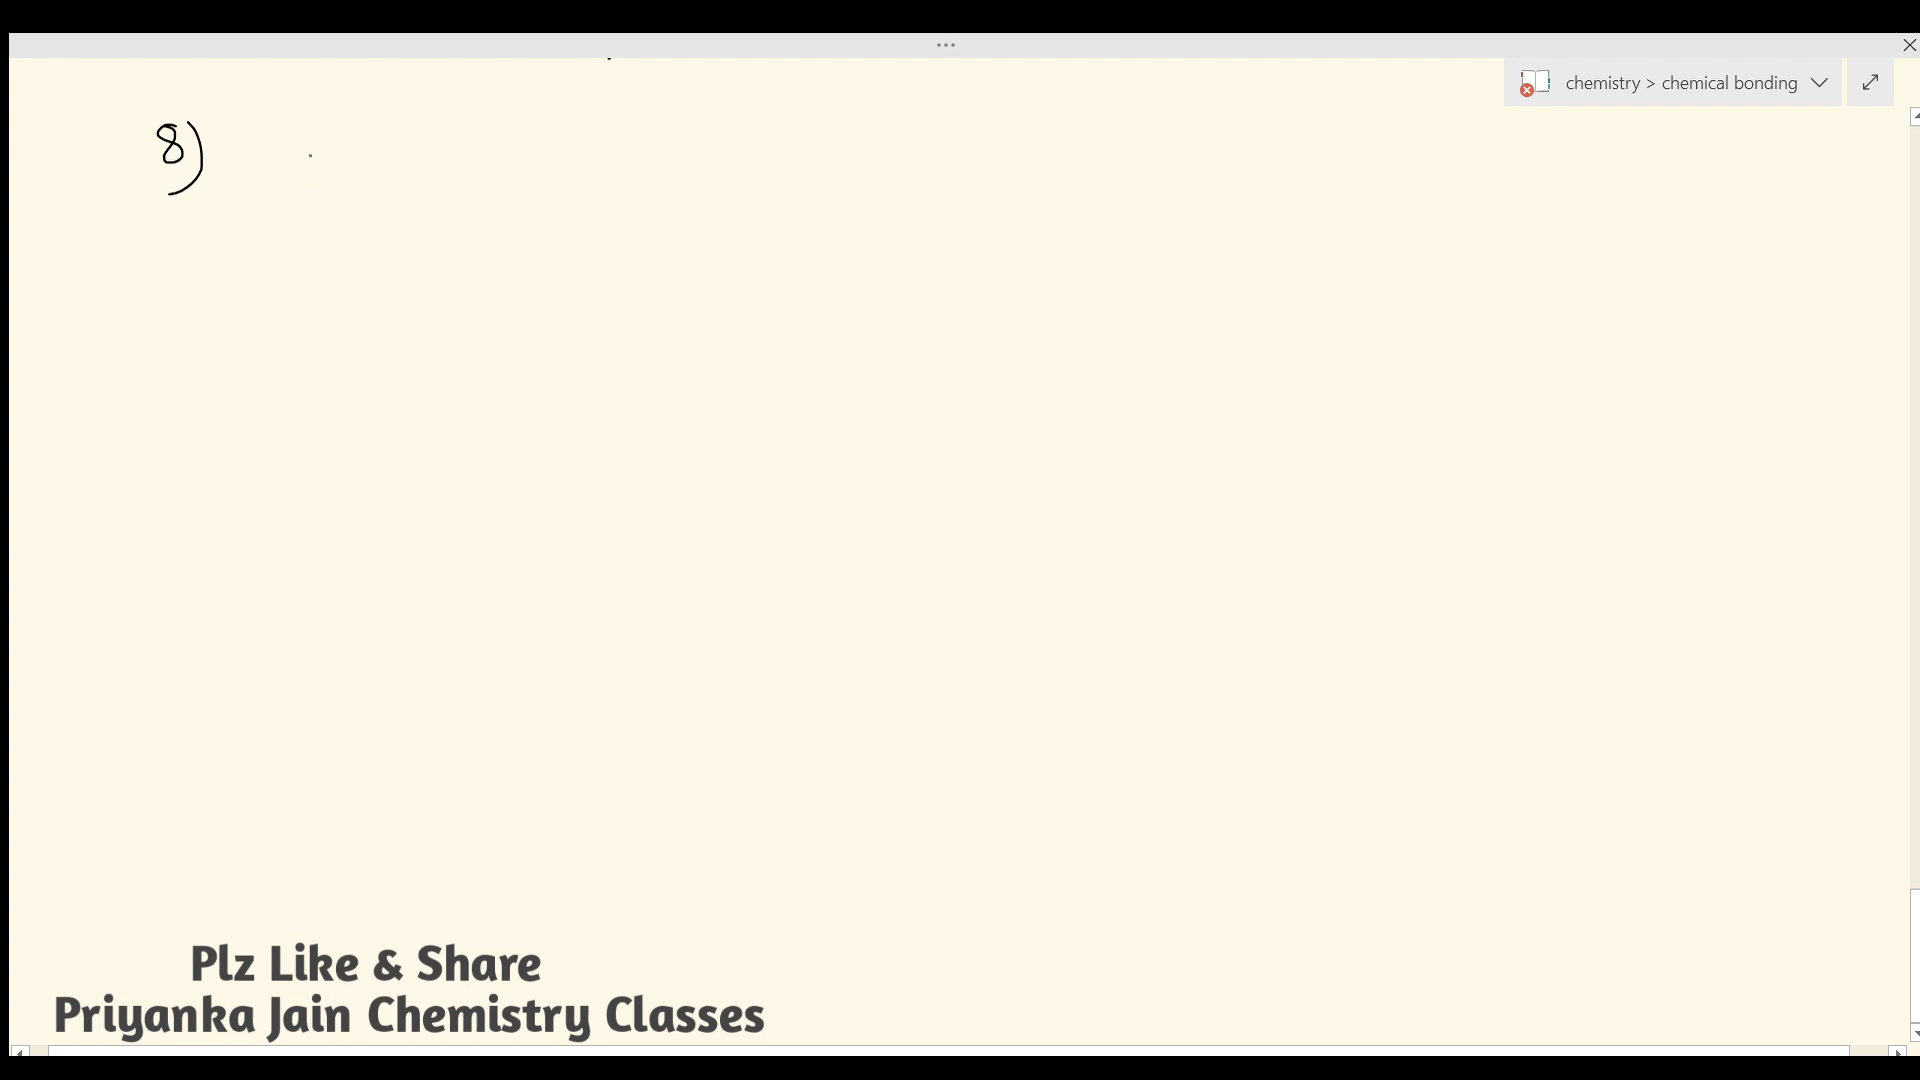 chemistry > chemical bonding
8)
Plz Like & Share
Priyanka Jain Chemistry Classes